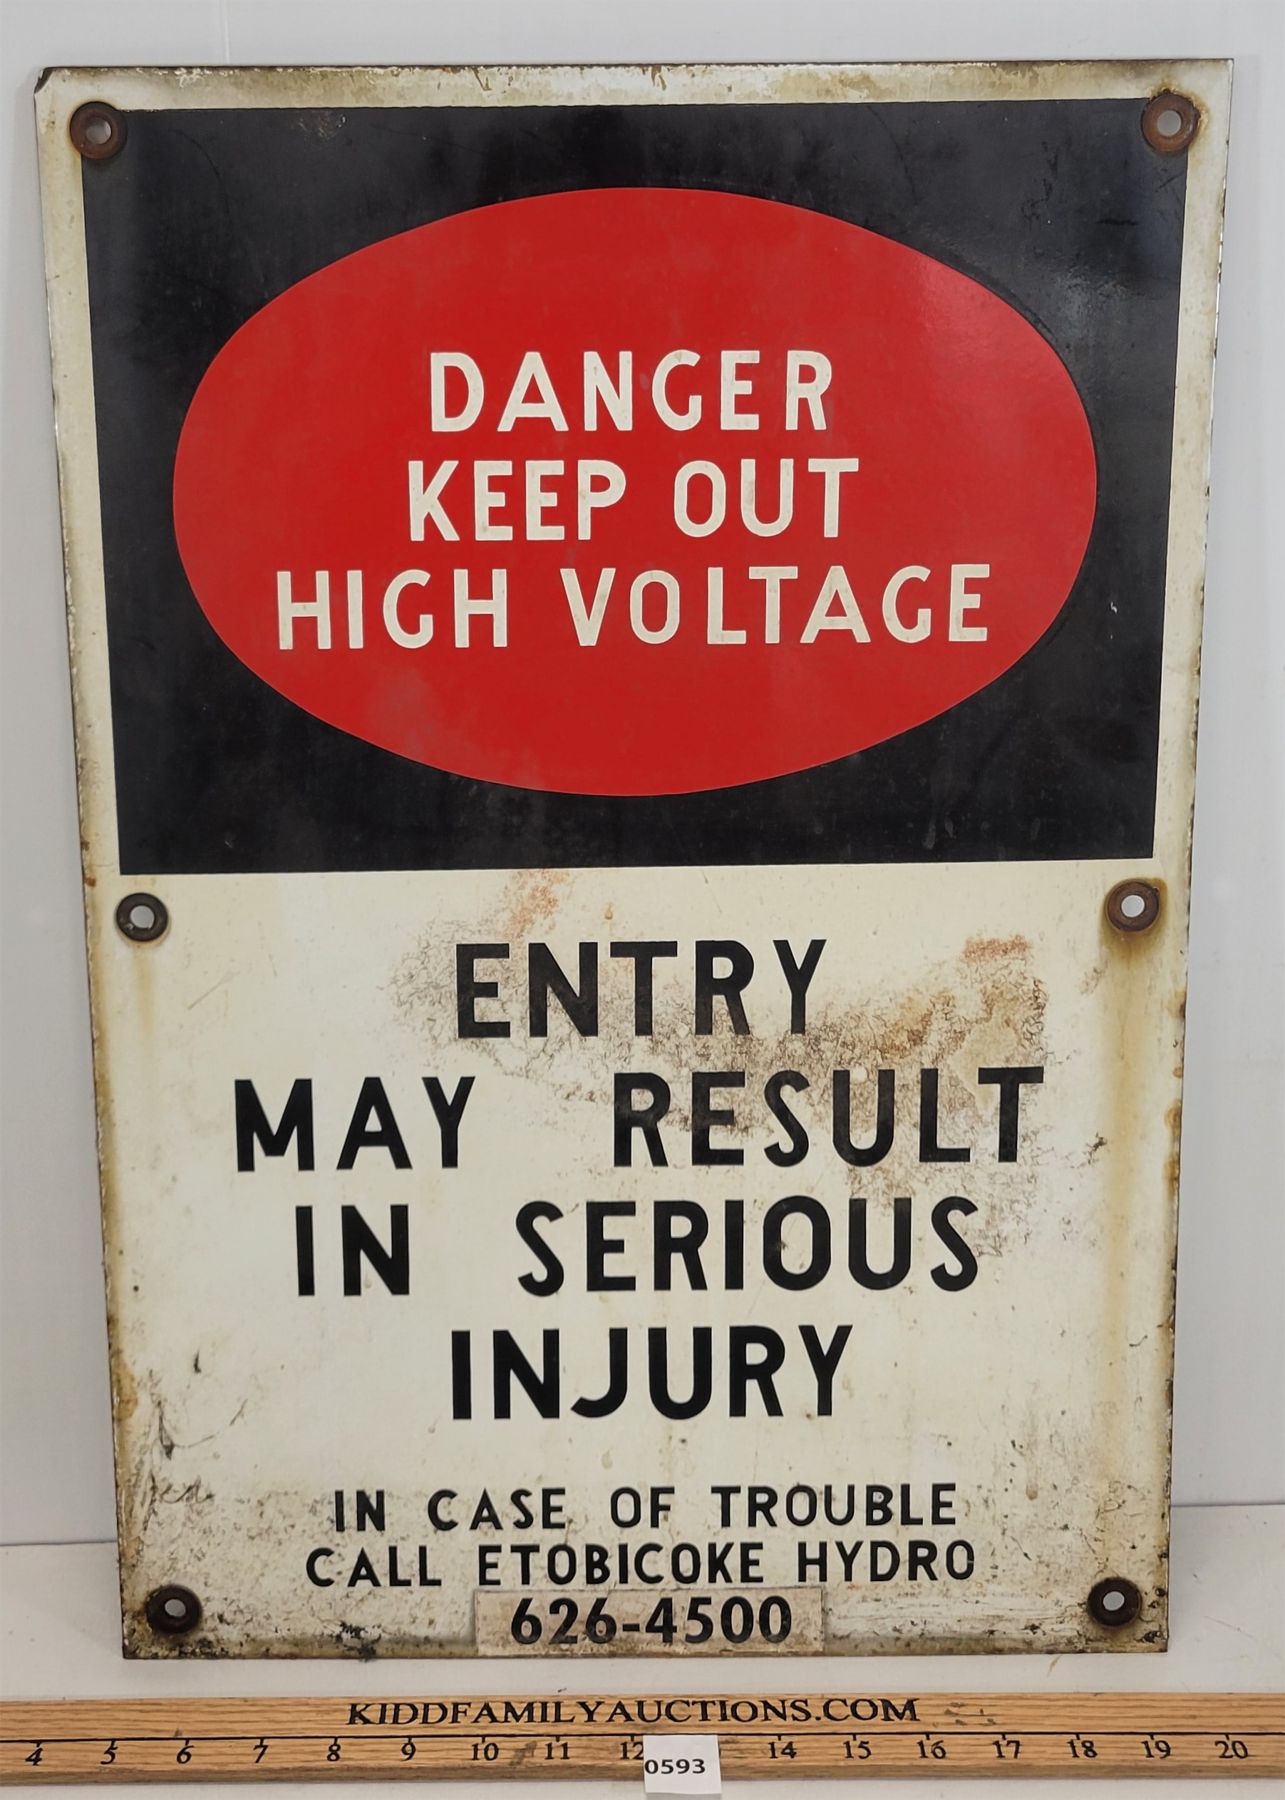 DANGER
KEEP OUT
HIGH VOLTAGE
ENTRY
MAY RESULT
IN SERIOUS
INJURY
IN CASE OF TROUBLE
CALL ETOBICOKE HYDRO
626-4500
KIDDFAMILYAUCTIONS.COM
4 5 6 7 8 9 10 11 12 14 15 16 17 18 19 20
0593